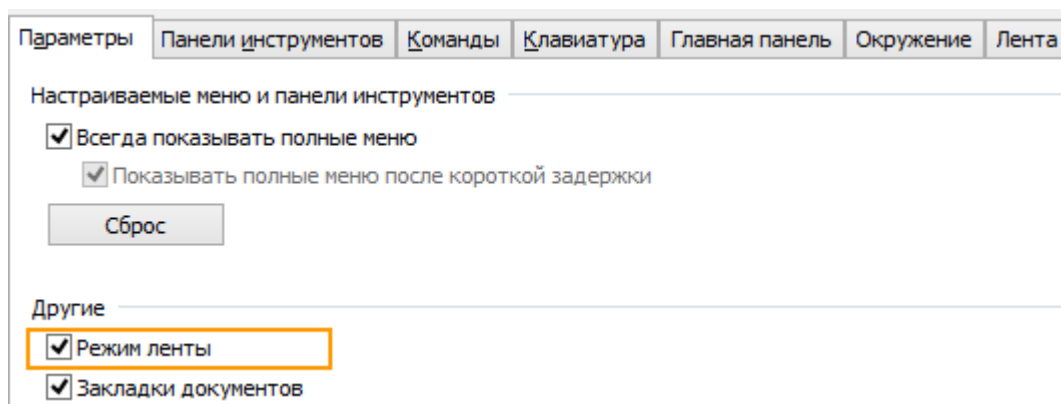 Параметры Панели инструментов Команды Клавиатура Главная панель Окружение Лента
Настраиваемые меню и панели инструментов
Всегда показывать полные меню
Показывать полные меню после короткой задержки
Сброс
Другие
Режим ленты
Закладки документов